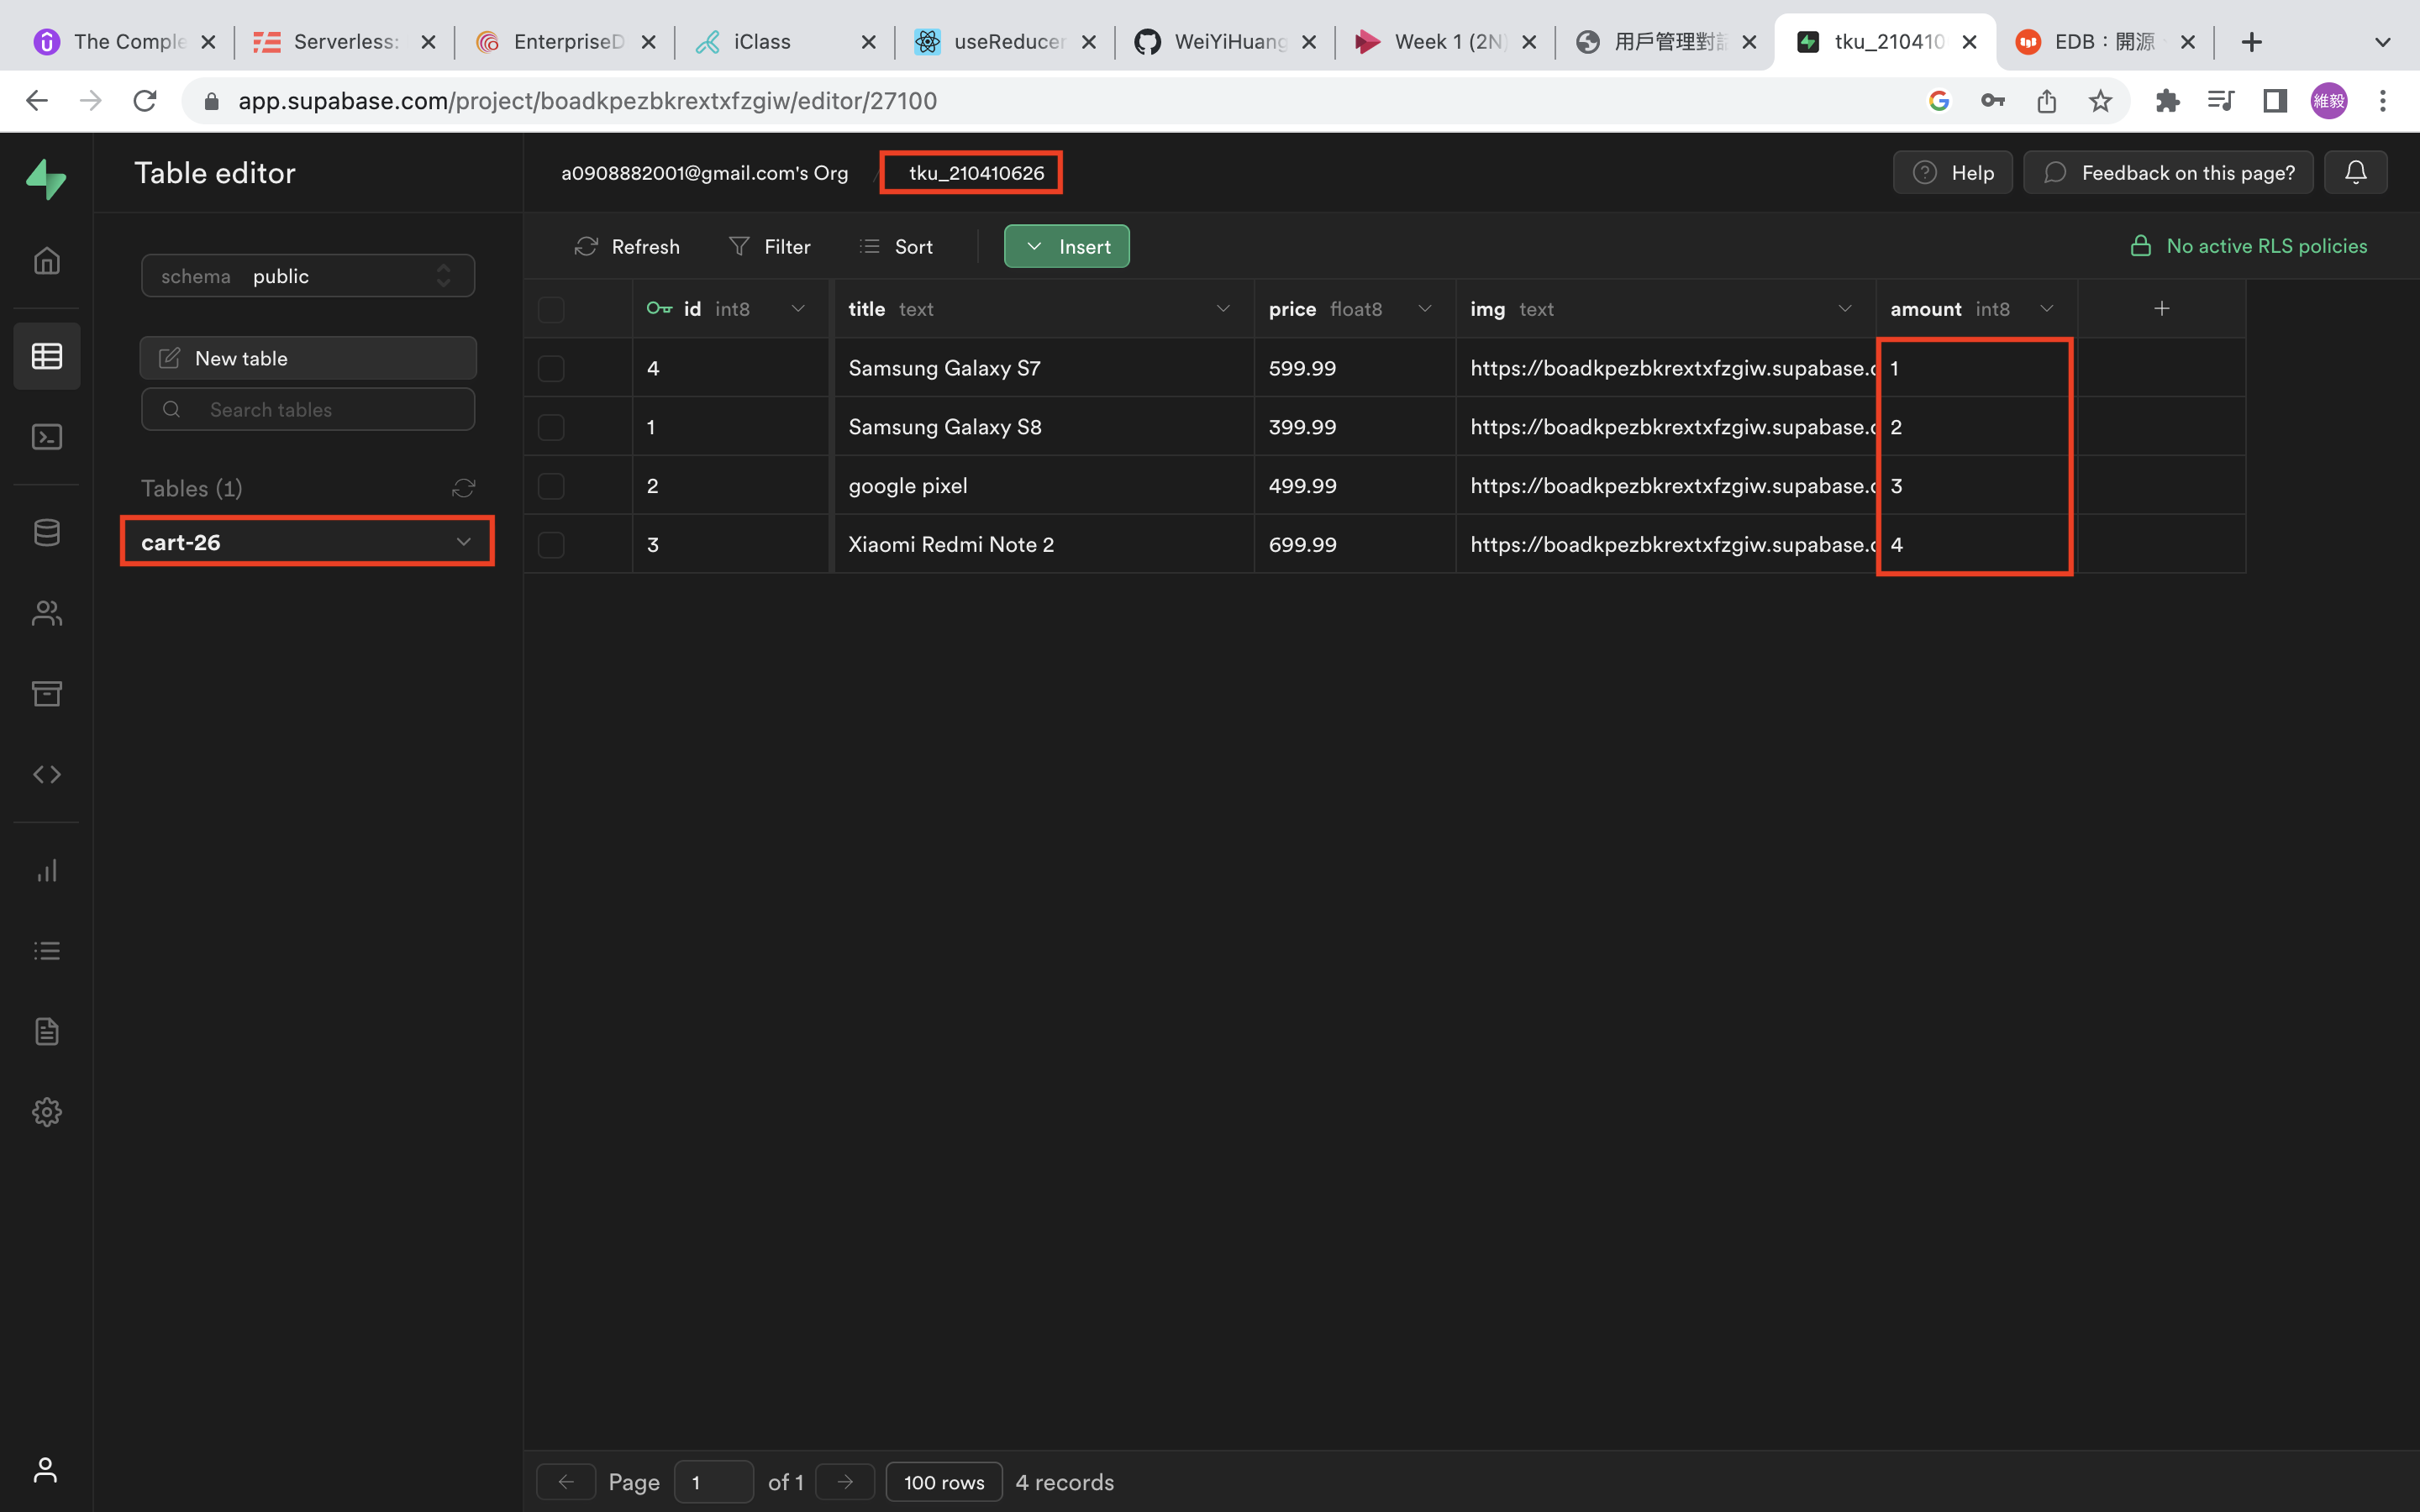 The Comple
Serverless:
EnterpriseD
iClass
useReducer
WeiYiHuang
Week 1 (2N)
用戶管理對話
tku_210410
EDB：開源
app.supabase.com/project/boadkpezbkrextxfzgiw/editor/27100
維毅
Table editor
a0908882001@gmail.com's Org / tku_210410626
Help
Feedback on this page?
schema public
Refresh Filter Sort Insert
No active RLS policies
New table
Search tables
Tables (1)
cart-26
id int8 title text price float8 img text amount int8
4 Samsung Galaxy S7 599.99 https://boadkpezbkrextxfzgiw.supabase.c 1
1 Samsung Galaxy S8 399.99 https://boadkpezbkrextxfzgiw.supabase.c 2
2 google pixel 499.99 https://boadkpezbkrextxfzgiw.supabase.c 3
3 Xiaomi Redmi Note 2 699.99 https://boadkpezbkrextxfzgiw.supabase.c 4
Page 1 of 1 100 rows 4 records